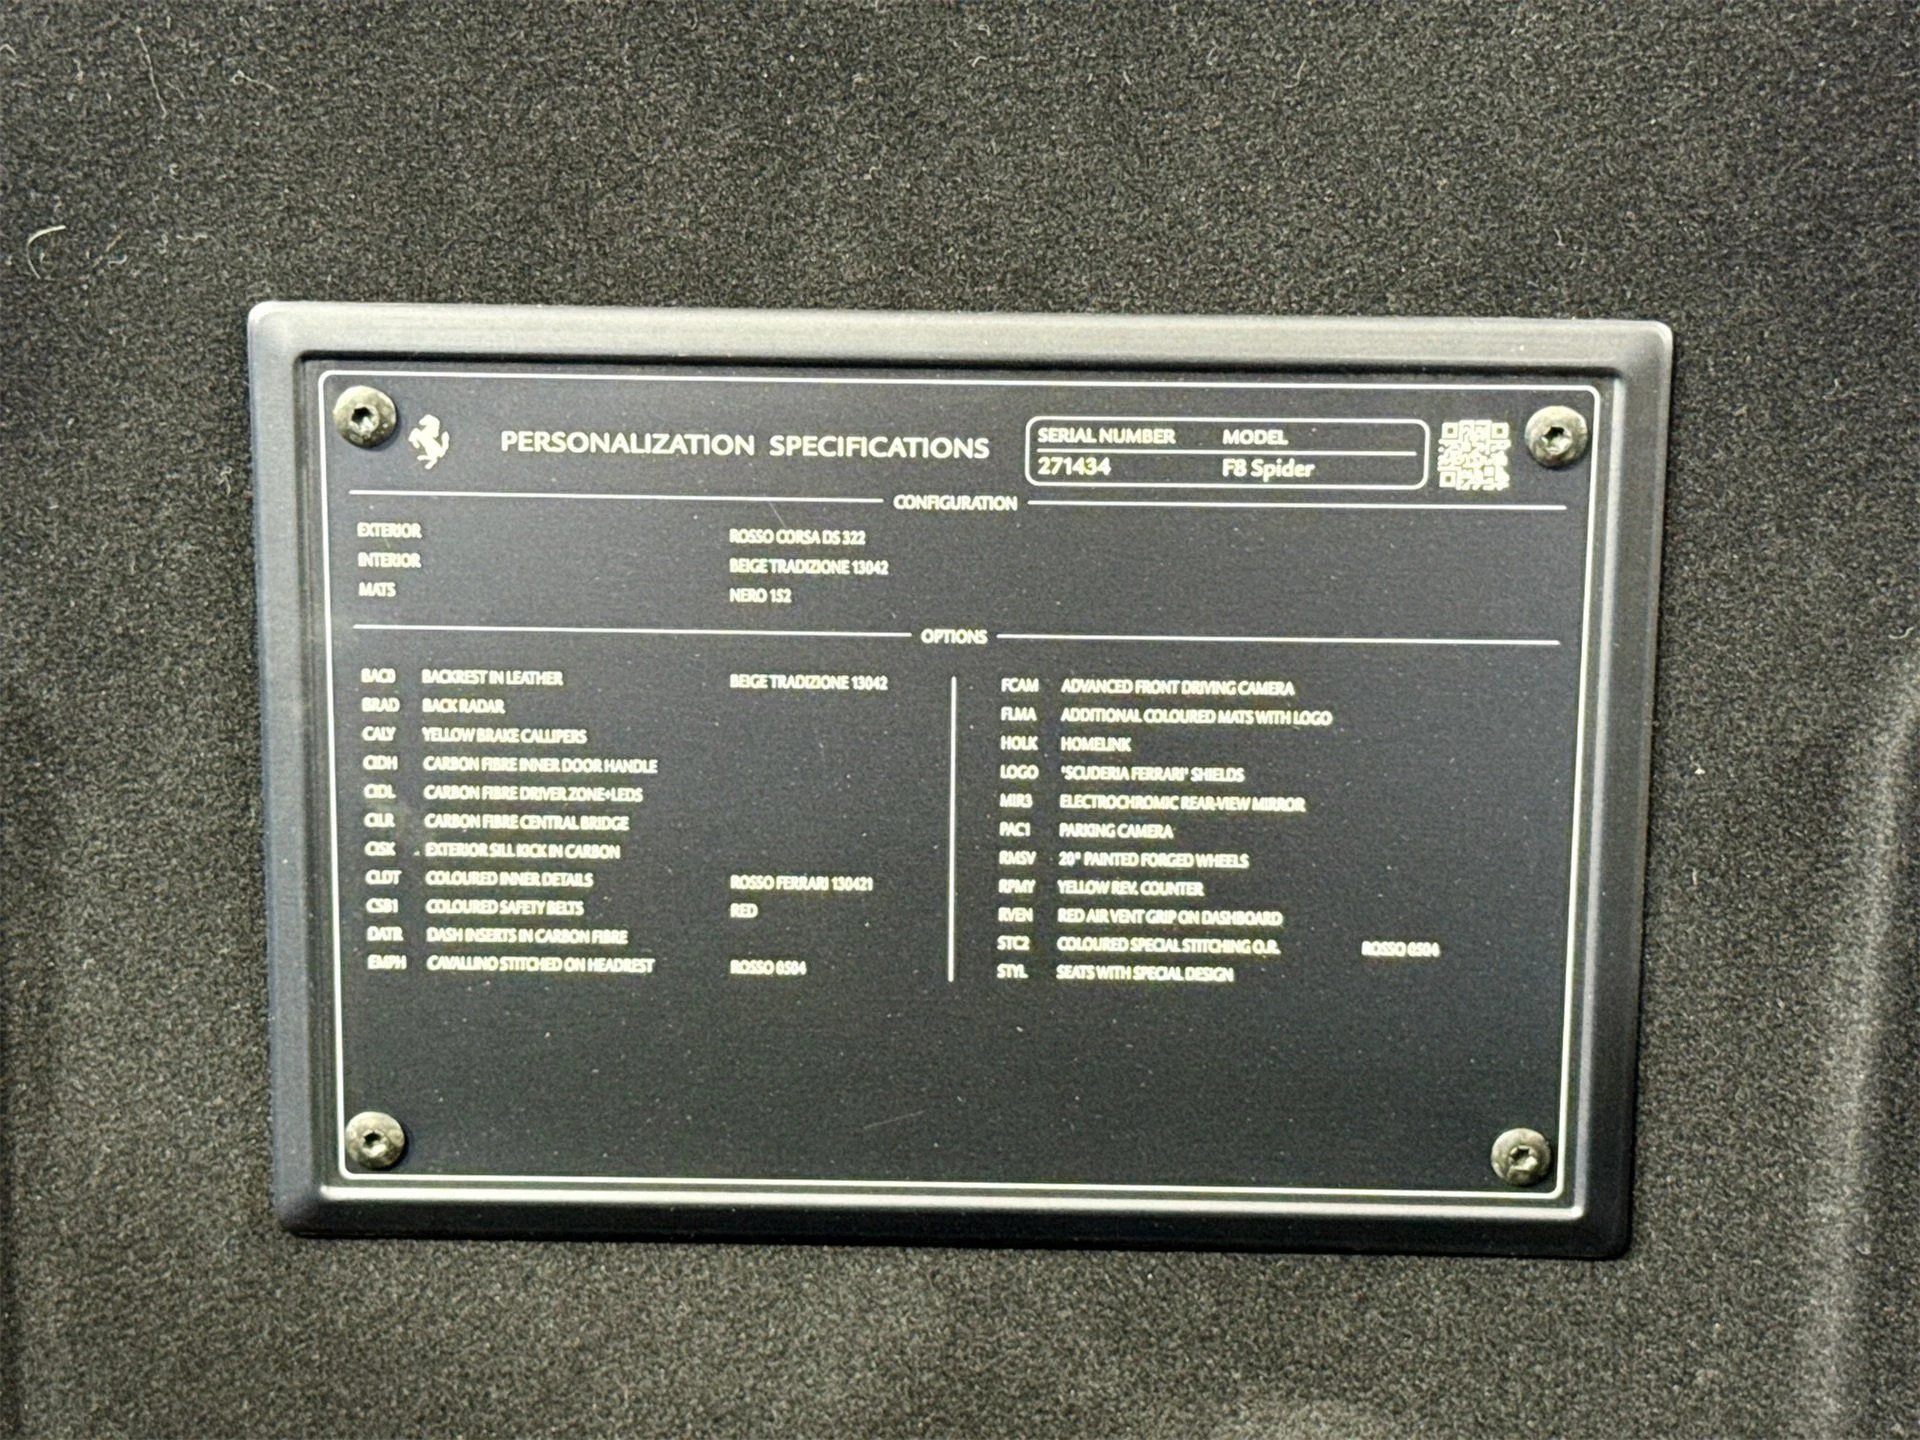 PERSONALIZATION SPECIFICATIONS
SERIAL NUMBER MODEL
271434 F8 Spider
CONFIGURATION
EXTERIOR ROSSO CORSA DS 322
INTERIOR BEIGE TRADIZIONE 13042
MATS NERO 152
OPTIONS
BAC0 BACKREST IN LEATHER BEIGE TRADIZIONE 13042
BRAD BACK RADAR
CALY YELLOW BRAKE CALLIPERS
CIDH CARBON FIBRE INNER DOOR HANDLE
CIDL CARBON FIBRE DRIVER ZONE+LEDS
CILR CARBON FIBRE CENTRAL BRIDGE
CISK EXTERIOR SILL KICK IN CARBON
CLDT COLOURED INNER DETAILS ROSSO FERRARI 130421
CSB1 COLOURED SAFETY BELTS RED
DATR DASH INSERTS IN CARBON FIBRE
EMPH CAVALLINO STITCHED ON HEADREST ROSSO 0504
FCAM ADVANCED FRONT DRIVING CAMERA
FLMA ADDITIONAL COLOURED MATS WITH LOGO
HOLK HOMELINK
LOGO 'SCUDERIA FERRARI' SHIELDS
MIR3 ELECTROCHROMIC REAR-VIEW MIRROR
PAC1 PARKING CAMERA
RMSV 20" PAINTED FORGED WHEELS
RPMY YELLOW REV. COUNTER
RVEN RED AIR VENT GRIP ON DASHBOARD
STC2 COLOURED SPECIAL STITCHING O.R. ROSSO 0504
STYL SEATS WITH SPECIAL DESIGN